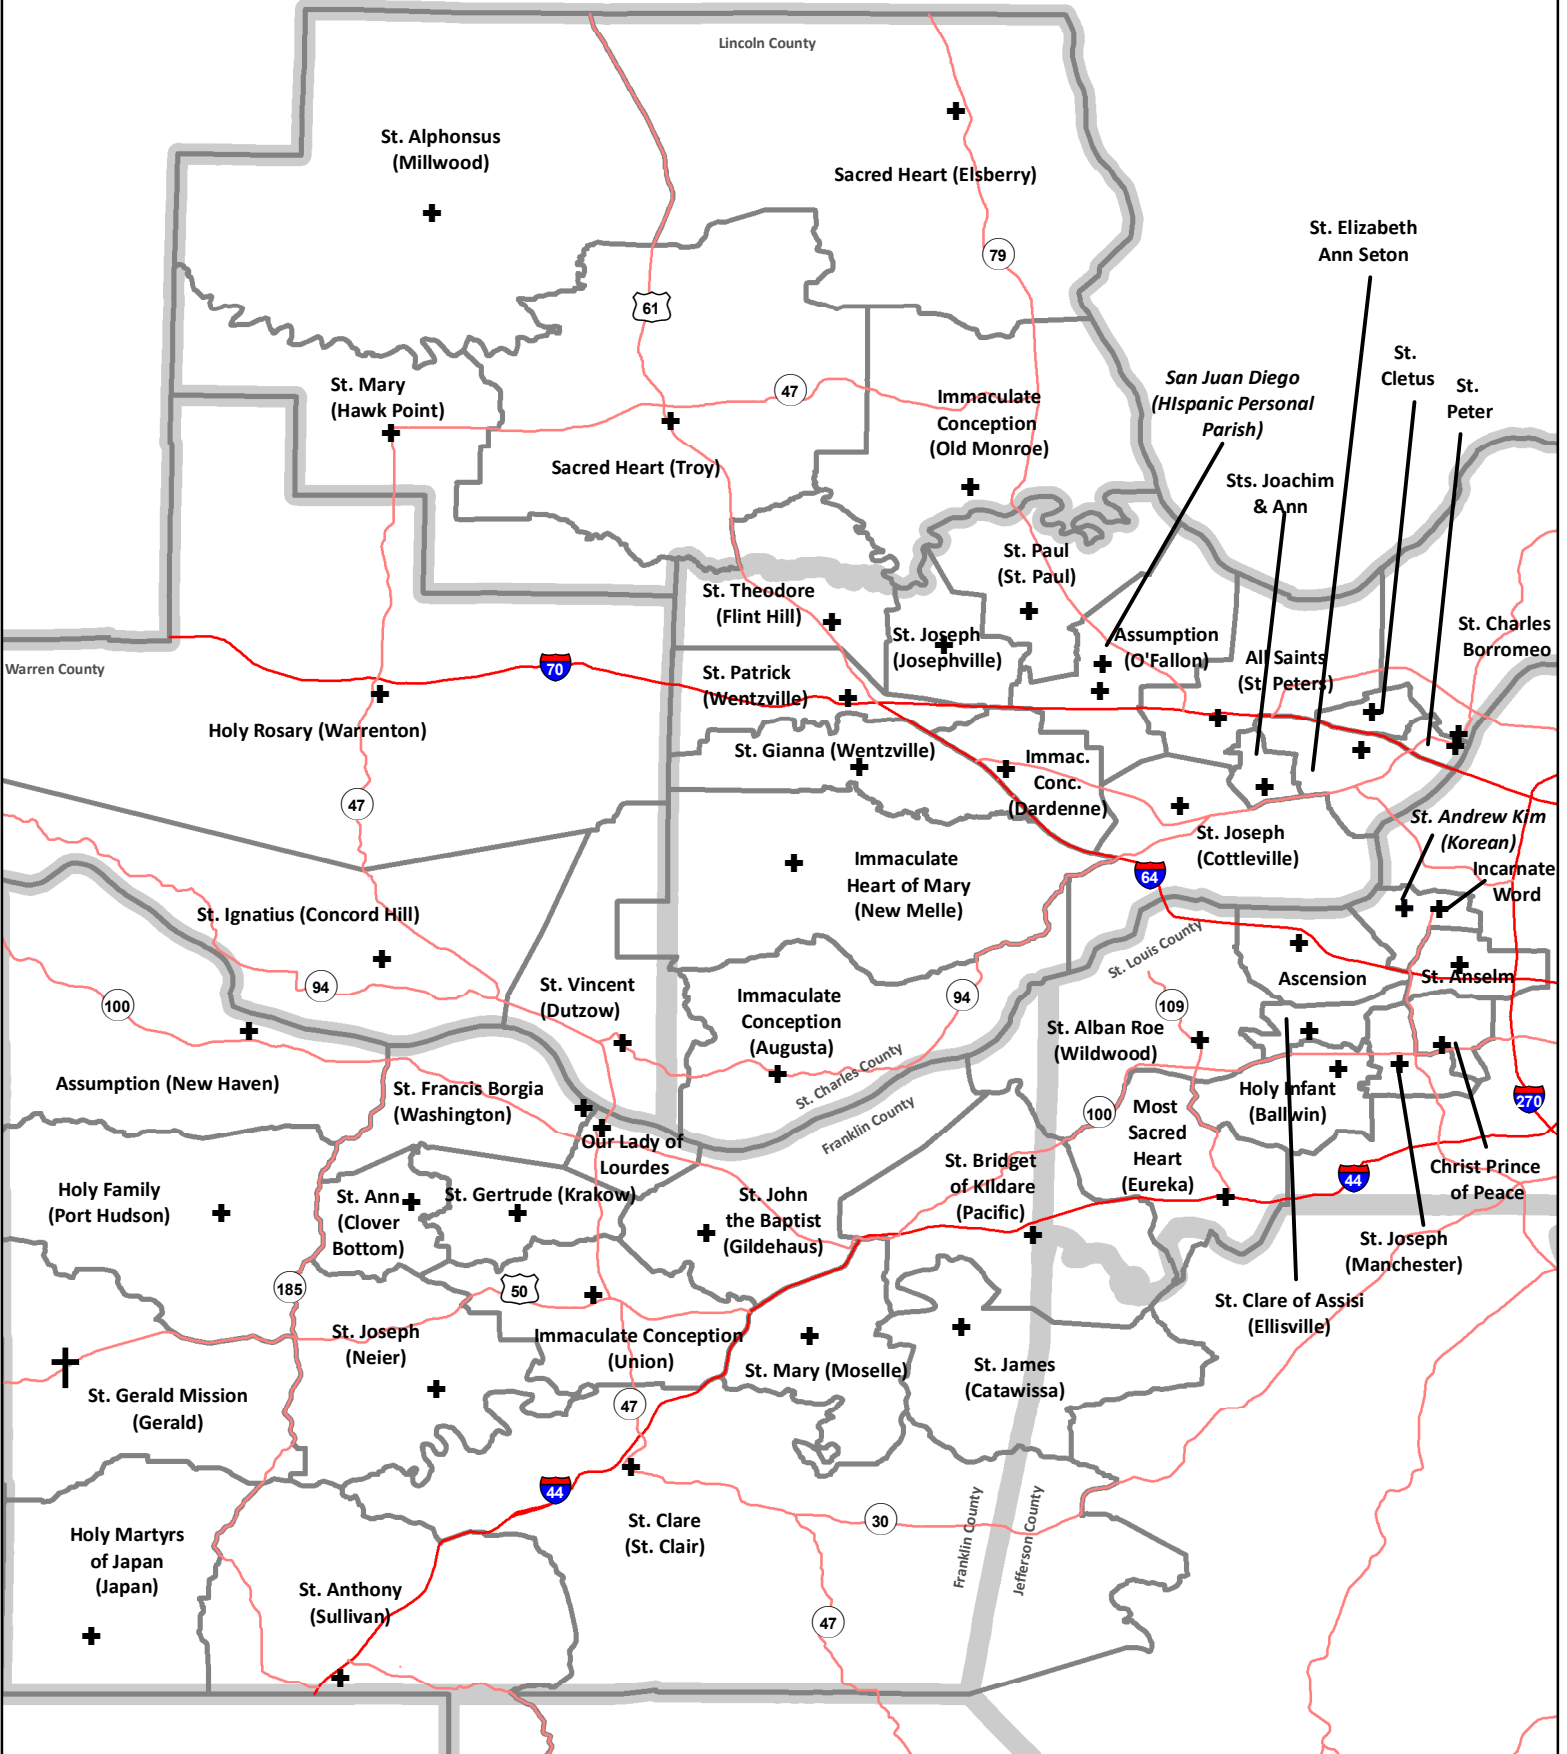 Lincoln County
St. Alphonsus
(Millwood)
Sacred Heart (Elsberry)
79
61
St. Elizabeth
Ann Seton
St.
Cletus
St.
Peter
San Juan Diego
(HIspanic Personal
Parish)
St. Mary
(Hawk Point)
47
Immaculate
Conception
(Old Monroe)
Sacred Heart (Troy)
Sts. Joachim
& Ann
St. Paul
(St. Paul)
St. Theodore
(Flint Hill)
St. Joseph
(Josephville)
Assumption
(O'Fallon)
All Saints
(St. Peters)
St. Charles
Borromeo
Warren County
70
St. Patrick
(Wentzville)
Holy Rosary (Warrenton)
St. Gianna (Wentzville)
Immac.
Conc.
(Dardenne)
47
St. Joseph
(Cottleville)
St. Andrew Kim
(Korean)
Incarnate
Word
64
Immaculate
Heart of Mary
(New Melle)
St. Ignatius (Concord Hill)
St. Louis County
Ascension
St. Anselm
94
100
St. Vincent
(Dutzow)
Immaculate
Conception
(Augusta)
94
109
St. Alban Roe
(Wildwood)
St. Charles County
Franklin County
Assumption (New Haven)
St. Francis Borgia
(Washington)
100
Most
Sacred
Heart
(Eureka)
Holy Infant
(Ballwin)
270
Our Lady of
Lourdes
St. Bridget
of KIldare
(Pacific)
44
Christ Prince
of Peace
Holy Family
(Port Hudson)
St. Ann
(Clover
Bottom)
St. Gertrude (Krakow)
St. John
the Baptist
(Gildehaus)
St. Joseph
(Manchester)
185
50
St. Clare of Assisi
(Ellisville)
St. Joseph
(Neier)
Immaculate Conception
(Union)
St. Mary (Moselle)
St. James
(Catawissa)
St. Gerald Mission
(Gerald)
47
44
30
St. Clare
(St. Clair)
Franklin County
Jefferson County
Holy Martyrs
of Japan
(Japan)
St. Anthony
(Sullivan)
47